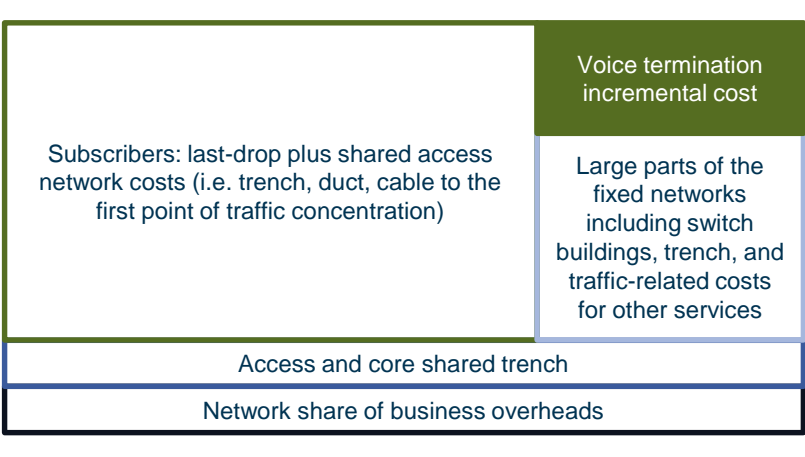 Voice termination
incremental cost
Subscribers: last-drop plus shared access
network costs (i.e. trench, duct, cable to the
first point of traffic concentration)
Large parts of the
fixed networks
including switch
buildings, trench, and
traffic-related costs
for other services
Access and core shared trench
Network share of business overheads